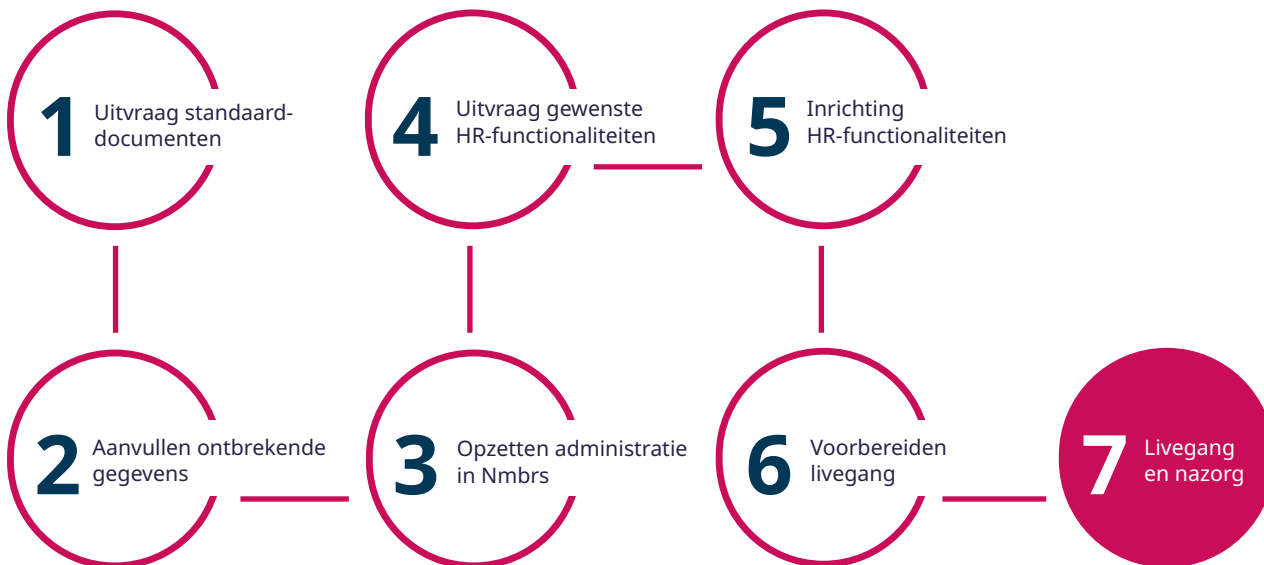 1
Uitvraag standaard-
documenten
2
Aanvullen ontbrekende
gegevens
3
Opzetten administratie
in Nmbrs
4
Uitvraag gewenste
HR-functionaliteiten
5
Inrichting
HR-functionaliteiten
6
Voorbereiden
livegang
7
Livegang
en nazorg